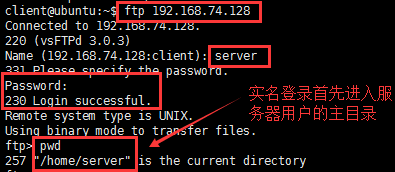 client@ubuntu:~$ ftp 192.168.74.128
Connected to 192.168.74.128.
220 (vsFTPd 3.0.3)
Name (192.168.74.128:client): server
331 Please specify the password.
Password:
230 Login successful.
Remote system type is UNIX.
Using binary mode to transfer files.
ftp> pwd
257 "/home/server" is the current directory
实名登录首先进入服
务器用户的主目录